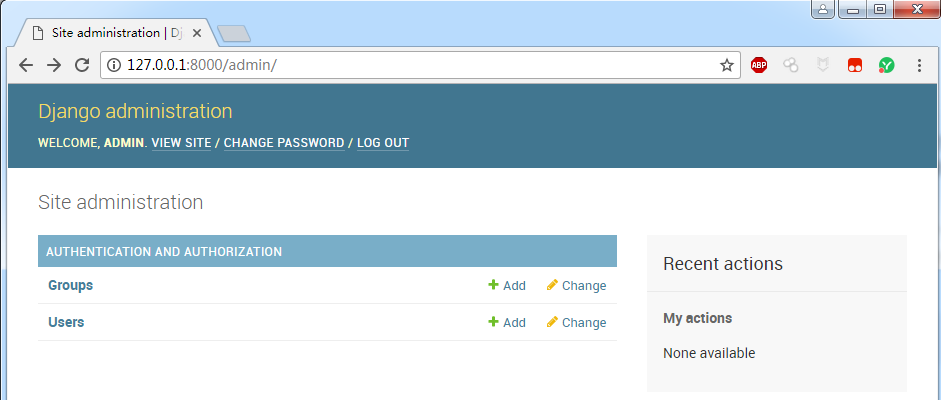 Site administration | Dj
127.0.0.1:8000/admin/
ABP
Django administration
WELCOME, ADMIN. VIEW SITE / CHANGE PASSWORD / LOG OUT
Site administration
AUTHENTICATION AND AUTHORIZATION
Groups Add Change
Users Add Change
Recent actions
My actions
None available